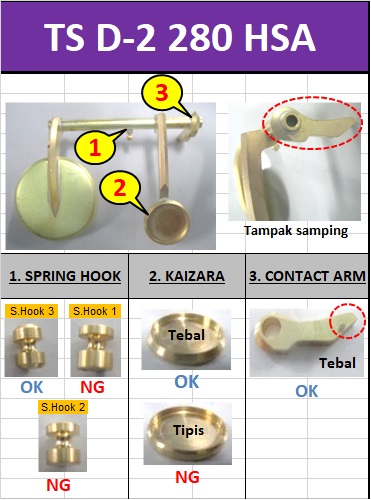 TS D-2 280 HSA
3
1
2
Tampak samping
1. SPRING HOOK
2. KAIZARA
3. CONTACT ARM
S.Hook 3
S.Hook 1
OK
NG
S.Hook 2
NG
Tebal
OK
Tipis
NG
Tebal
OK